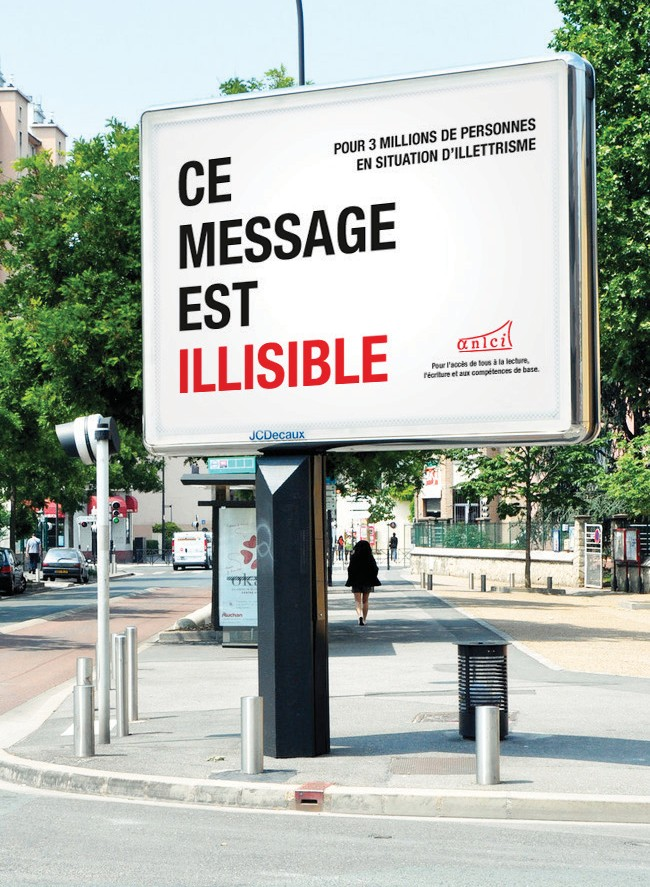 POUR 3 MILLIONS DE PERSONNES
EN SITUATION D'ILLETTRISME
CE
MESSAGE
EST
ILLISIBLE
anlci
Pour l'accès de tous à la lecture,
l'écriture et aux compétences de base.
JCDecaux
Auchan